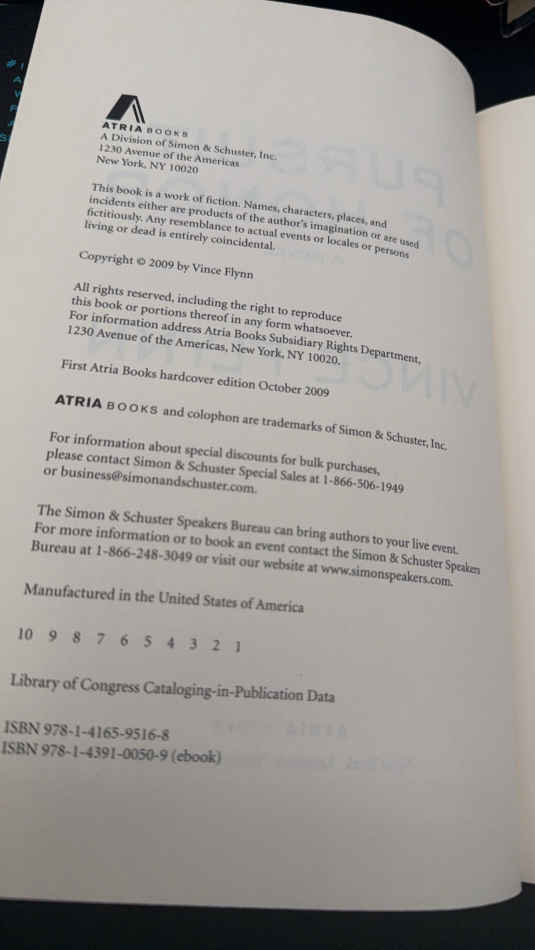 ATRIA BOOKS
A Division of Simon & Schuster, Inc.
1230 Avenue of the Americas
New York, NY 10020
This book is a work of fiction. Names, characters, places, and
incidents either are products of the author's imagination or are used
fictitiously. Any resemblance to actual events or locales or persons
living or dead is entirely coincidental.
Copyright © 2009 by Vince Flynn
All rights reserved, including the right to reproduce
this book or portions thereof in any form whatsoever.
For information address Atria Books Subsidiary Rights Department,
1230 Avenue of the Americas, New York, NY 10020.
First Atria Books hardcover edition October 2009
ATRIA BOOKS and colophon are trademarks of Simon & Schuster, Inc.
For information about special discounts for bulk purchases,
please contact Simon & Schuster Special Sales at 1-866-506-1949
or business@simonandschuster.com.
The Simon & Schuster Speakers Bureau can bring authors to your live event.
For more information or to book an event contact the Simon & Schuster Speakers
Bureau at 1-866-248-3049 or visit our website at www.simonspeakers.com.
Manufactured in the United States of America
10 9 8 7 6 5 4 3 2 1
Library of Congress Cataloging-in-Publication Data
ISBN 978-1-4165-9516-8
ISBN 978-1-4391-0050-9 (ebook)